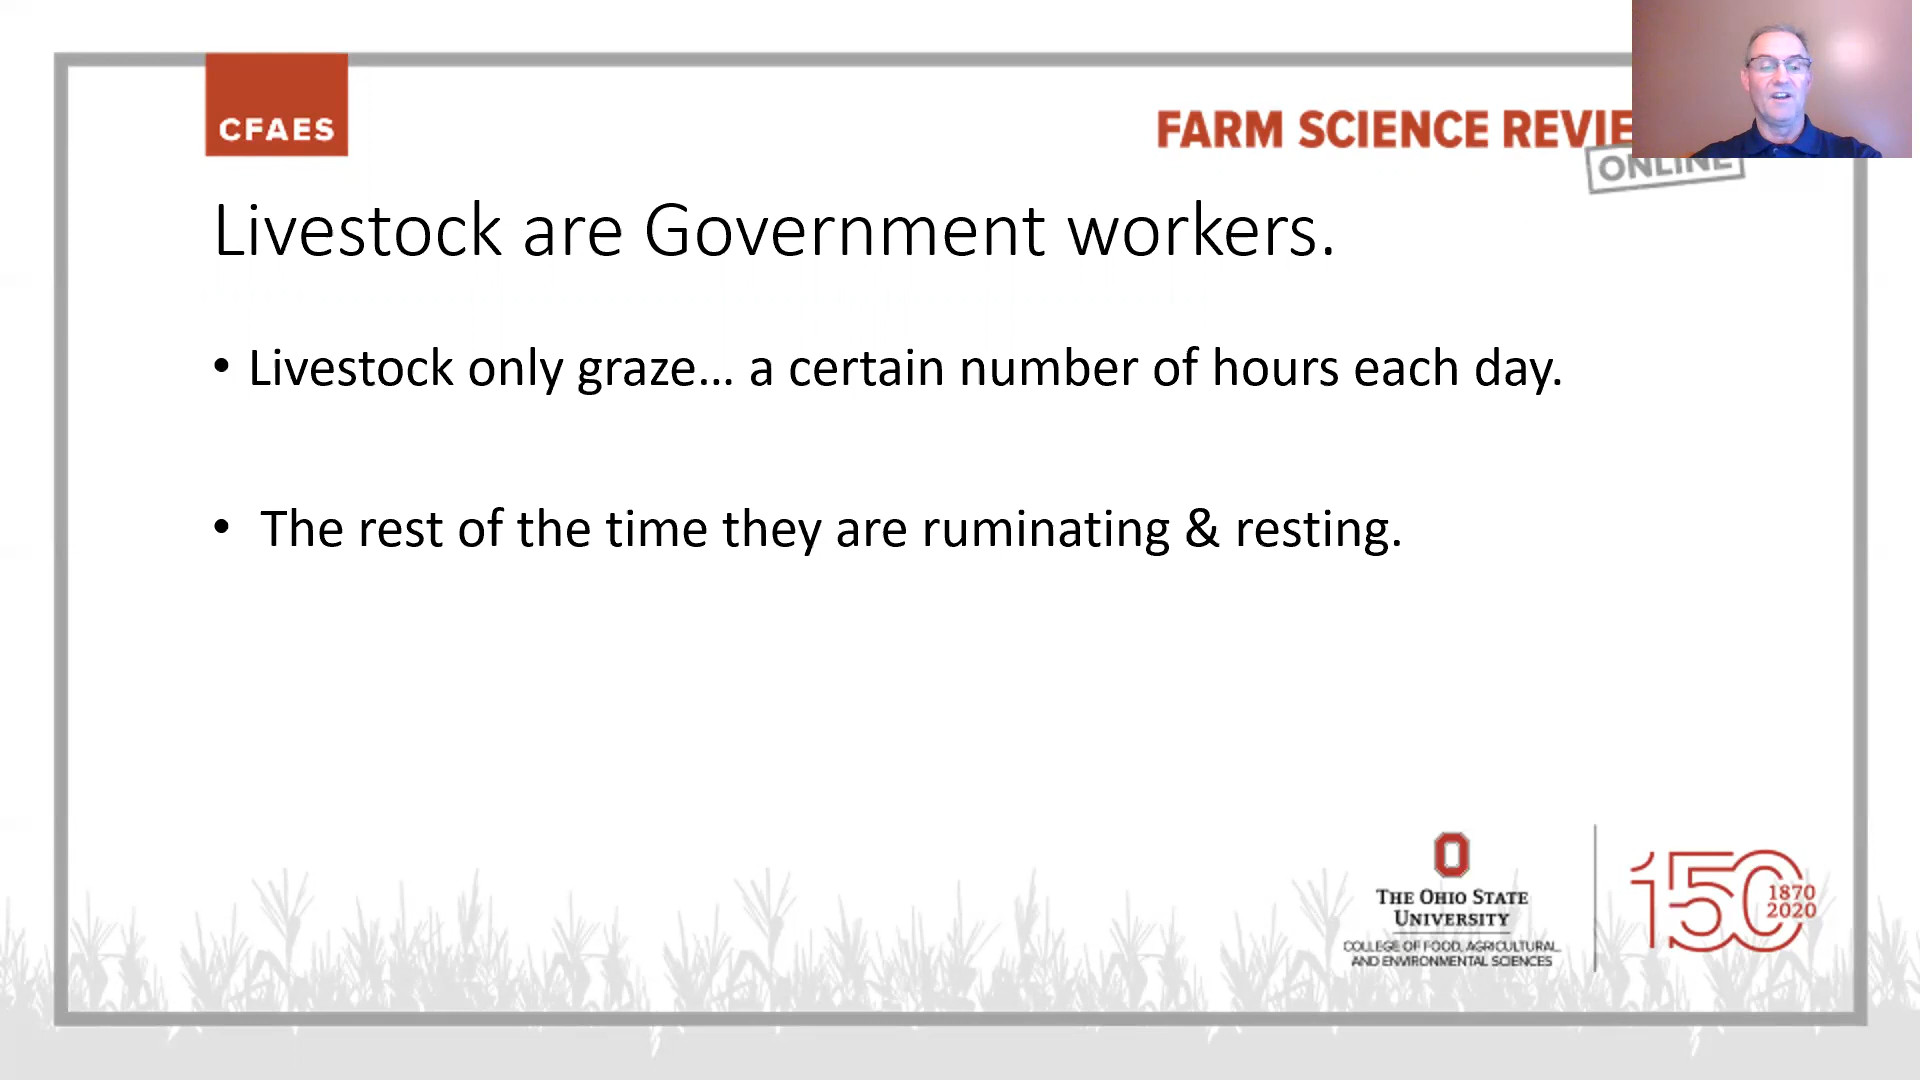 CFAES
FARM SCIENCE REVIE
ONLINE
Livestock are Government workers.
• Livestock only graze... a certain number of hours each day.
• The rest of the time they are ruminating & resting.
THE OHIO STATE
UNIVERSITY
COLLEGE OF FOOD, AGRICULTURAL,
AND ENVIRONMENTAL SCIENCES
150
1870
2020